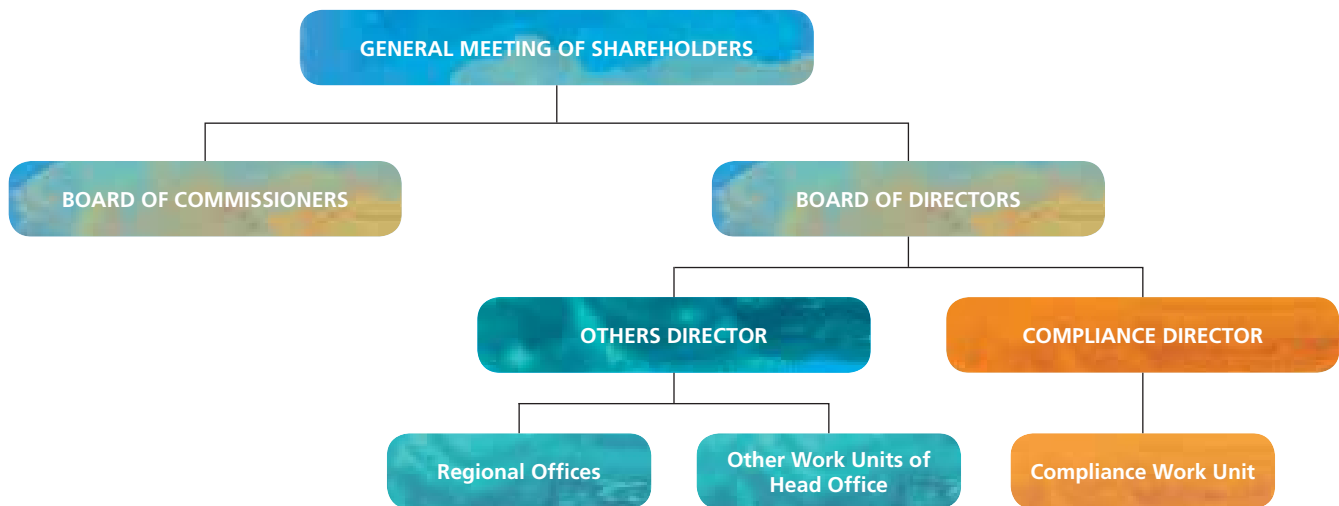 GENERAL MEETING OF SHAREHOLDERS
BOARD OF COMMISSIONERS
BOARD OF DIRECTORS
OTHERS DIRECTOR
COMPLIANCE DIRECTOR
Regional Offices
Other Work Units of
Head Office
Compliance Work Unit